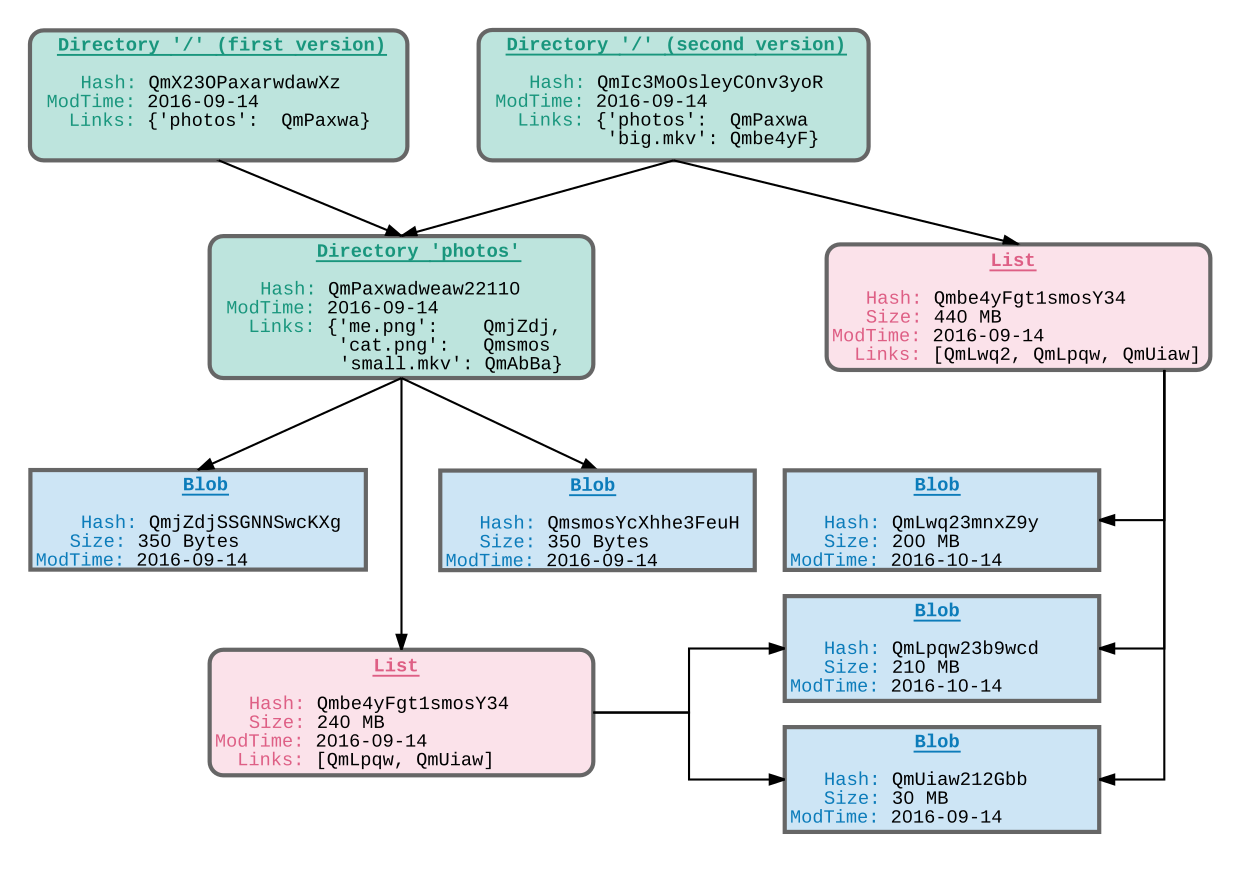 Directory '/' (first version)
Hash: QmX23OPaxarwdawXz
ModTime: 2016-09-14
Links: {'photos':  QmPaxwa}
Directory '/' (second version)
Hash: QmIc3MoOsleyCOnv3yoR
ModTime: 2016-09-14
Links: {'photos':  QmPaxwa
'big.mkv': Qmbe4yF}
Directory 'photos'
Hash: QmPaxwadweaw2211O
ModTime: 2016-09-14
Links: {'me.png':    QmjZdj,
'cat.png':   Qmsmos
'small.mkv': QmAbBa}
List
Hash: Qmbe4yFgt1smosY34
Size: 440 MB
ModTime: 2016-09-14
Links: [QmLwq2, QmLpqw, QmUiaw]
Blob
Hash: QmjZdjSSGNNSwcKXg
Size: 350 Bytes
ModTime: 2016-09-14
Blob
Hash: QmsmosYcXhhe3FeuH
Size: 350 Bytes
ModTime: 2016-09-14
Blob
Hash: QmLwq23mnxZ9y
Size: 200 MB
ModTime: 2016-10-14
Blob
Hash: QmLpqw23b9wcd
Size: 210 MB
ModTime: 2016-10-14
List
Hash: Qmbe4yFgt1smosY34
Size: 240 MB
ModTime: 2016-09-14
Links: [QmLpqw, QmUiaw]
Blob
Hash: QmUiaw212Gbb
Size: 30 MB
ModTime: 2016-09-14